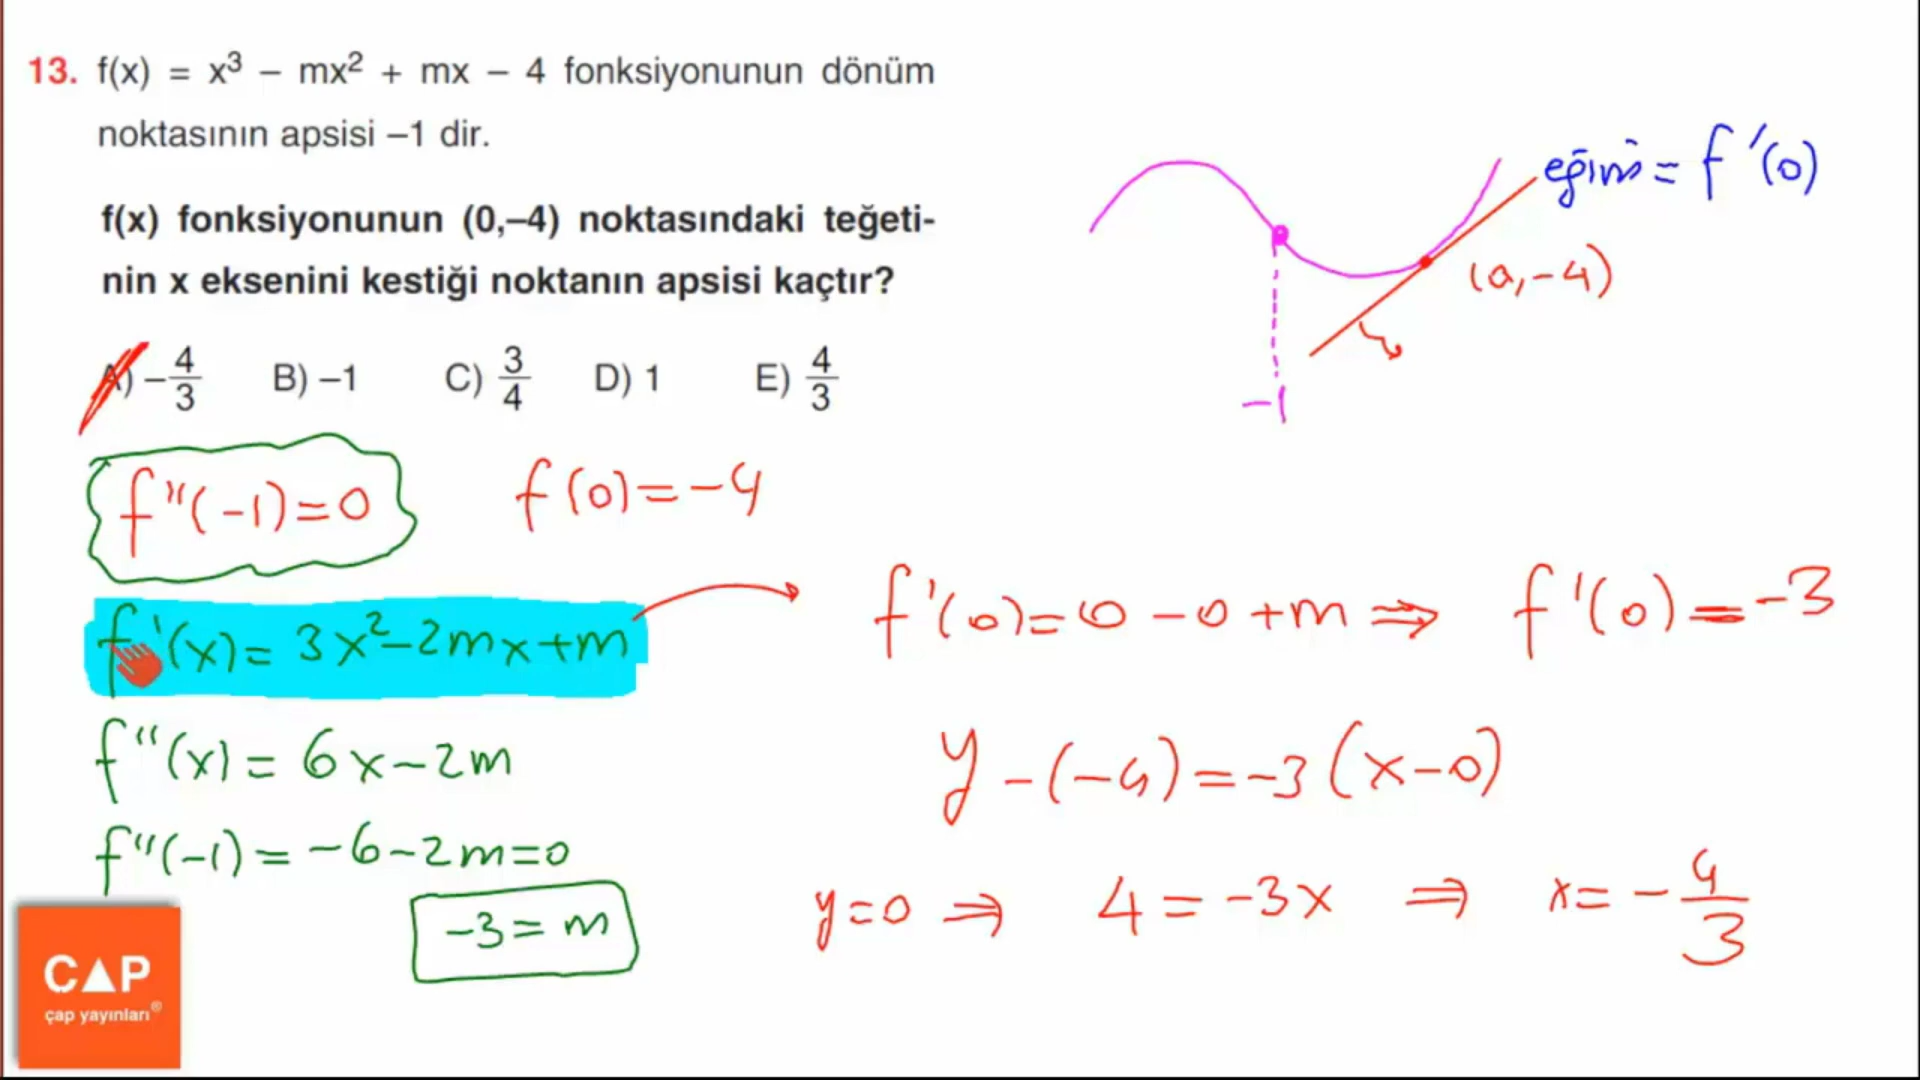 13. f(x) = x³ – mx² + mx – 4 fonksiyonunun dönüm
noktasının apsisi –1 dir.
f(x) fonksiyonunun (0,–4) noktasındaki teğeti-
nin x eksenini kestiği noktanın apsisi kaçtır?
A) –4/3 B) –1 C) 3/4 D) 1 E) 4/3
eğim = f'(0)
(0,-4)
-1
f''(-1)=0
f(0)=-4
f'(x)= 3x²-2mx+m
f'(0)=0-0+m ⇒ f'(0)=-3
f''(x)= 6x-2m
y-(-4)=-3(x-0)
f''(-1)=-6-2m=0
-3=m
y=0 ⇒ 4=-3x ⇒ x=-4/3
ÇAP
çap yayınları®